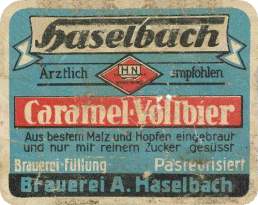 Haselbach
Ärztlich HN empfohlen
Caramel-Vollbier
Aus bestem Malz und Hopfen eingebraut
und nur mit reinem Zucker gesüsst
Brauerei-füllung Pasteurisiert
Brauerei A. Haselbach